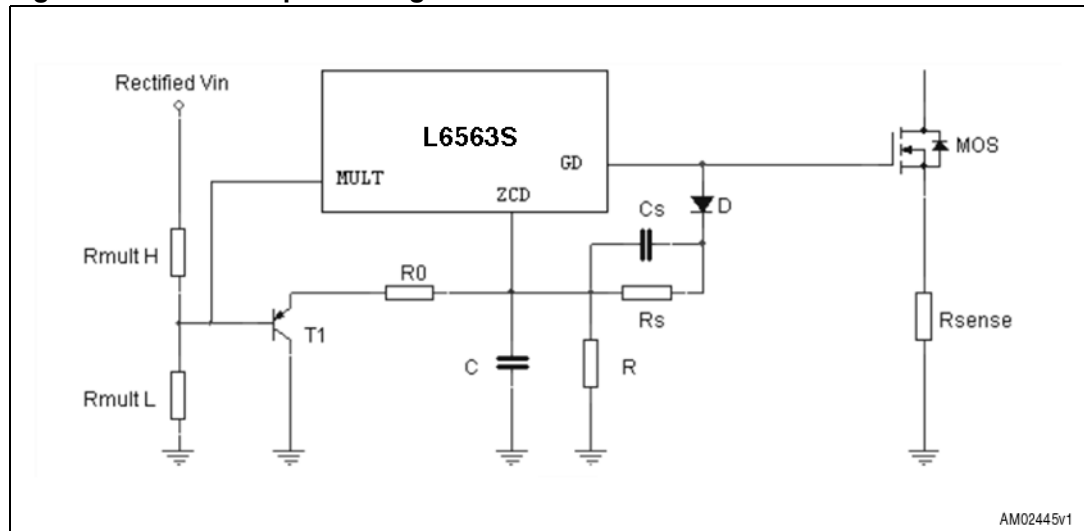 Rectified Vin
L6563S
MULT
GD
ZCD
MOS
Cs
D
Rmult H
R0
Rs
Rsense
T1
C
R
Rmult L
AM02445v1